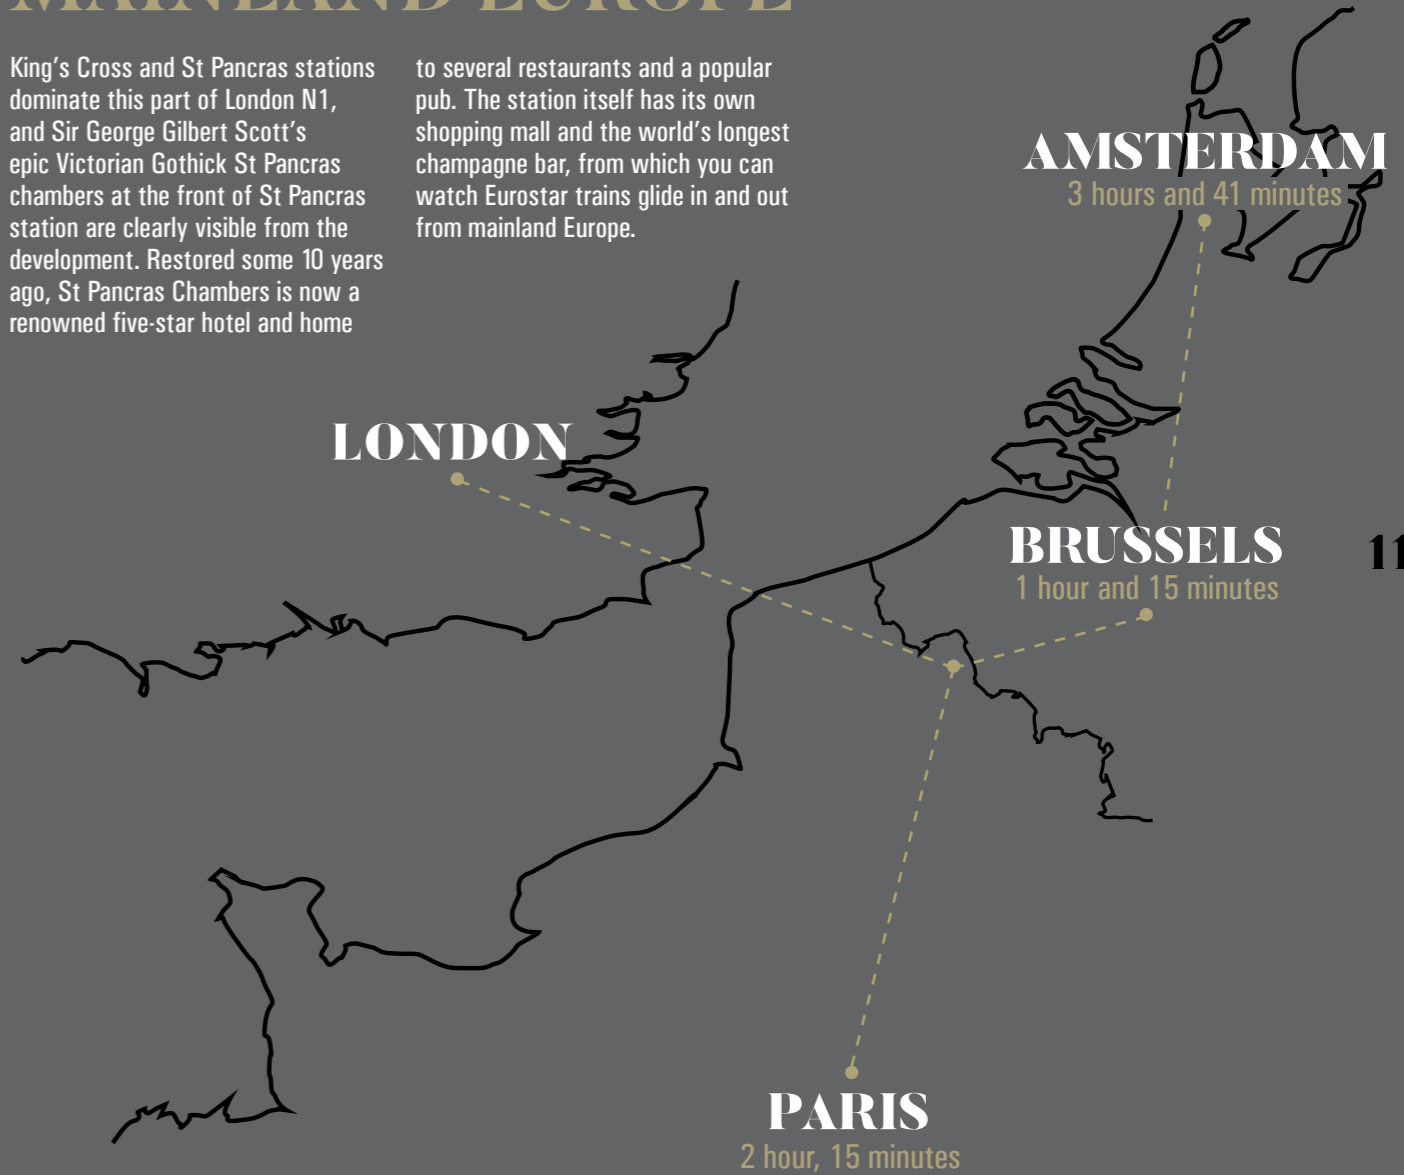 MAINLAND EUROPE
King's Cross and St Pancras stations
dominate this part of London N1,
and Sir George Gilbert Scott's
epic Victorian Gothick St Pancras
chambers at the front of St Pancras
station are clearly visible from the
development. Restored some 10 years
ago, St Pancras Chambers is now a
renowned five-star hotel and home
to several restaurants and a popular
pub. The station itself has its own
shopping mall and the world's longest
champagne bar, from which you can
watch Eurostar trains glide in and out
from mainland Europe.
AMSTERDAM
3 hours and 41 minutes
LONDON
BRUSSELS
1 hour and 15 minutes
11
PARIS
2 hour, 15 minutes